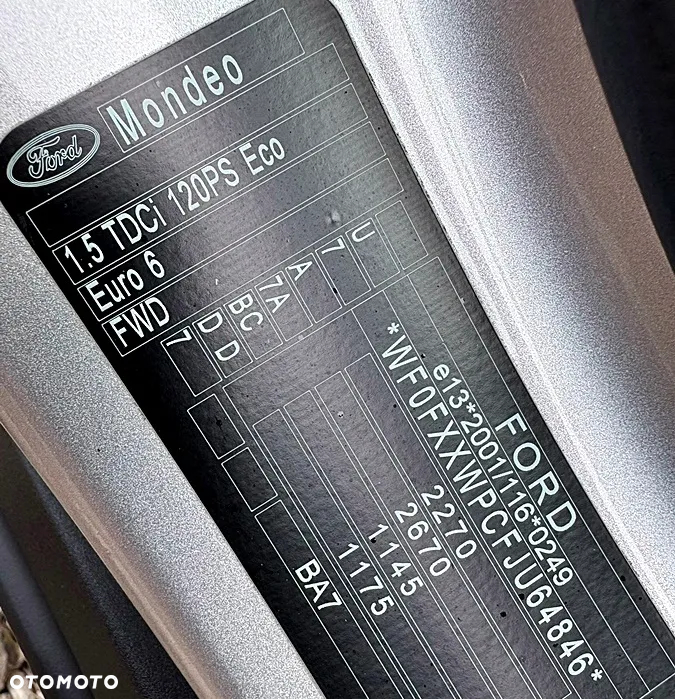 Ford
Mondeo
1.5 TDCi 120PS Eco
Euro 6
FWD
7
D D
BC
7A
A
7
U
FORD
e13*2001/116*0249
*WF0FXXWPCFJU64846*
2270
2670
1145
1175
BA7
OTOMOTO